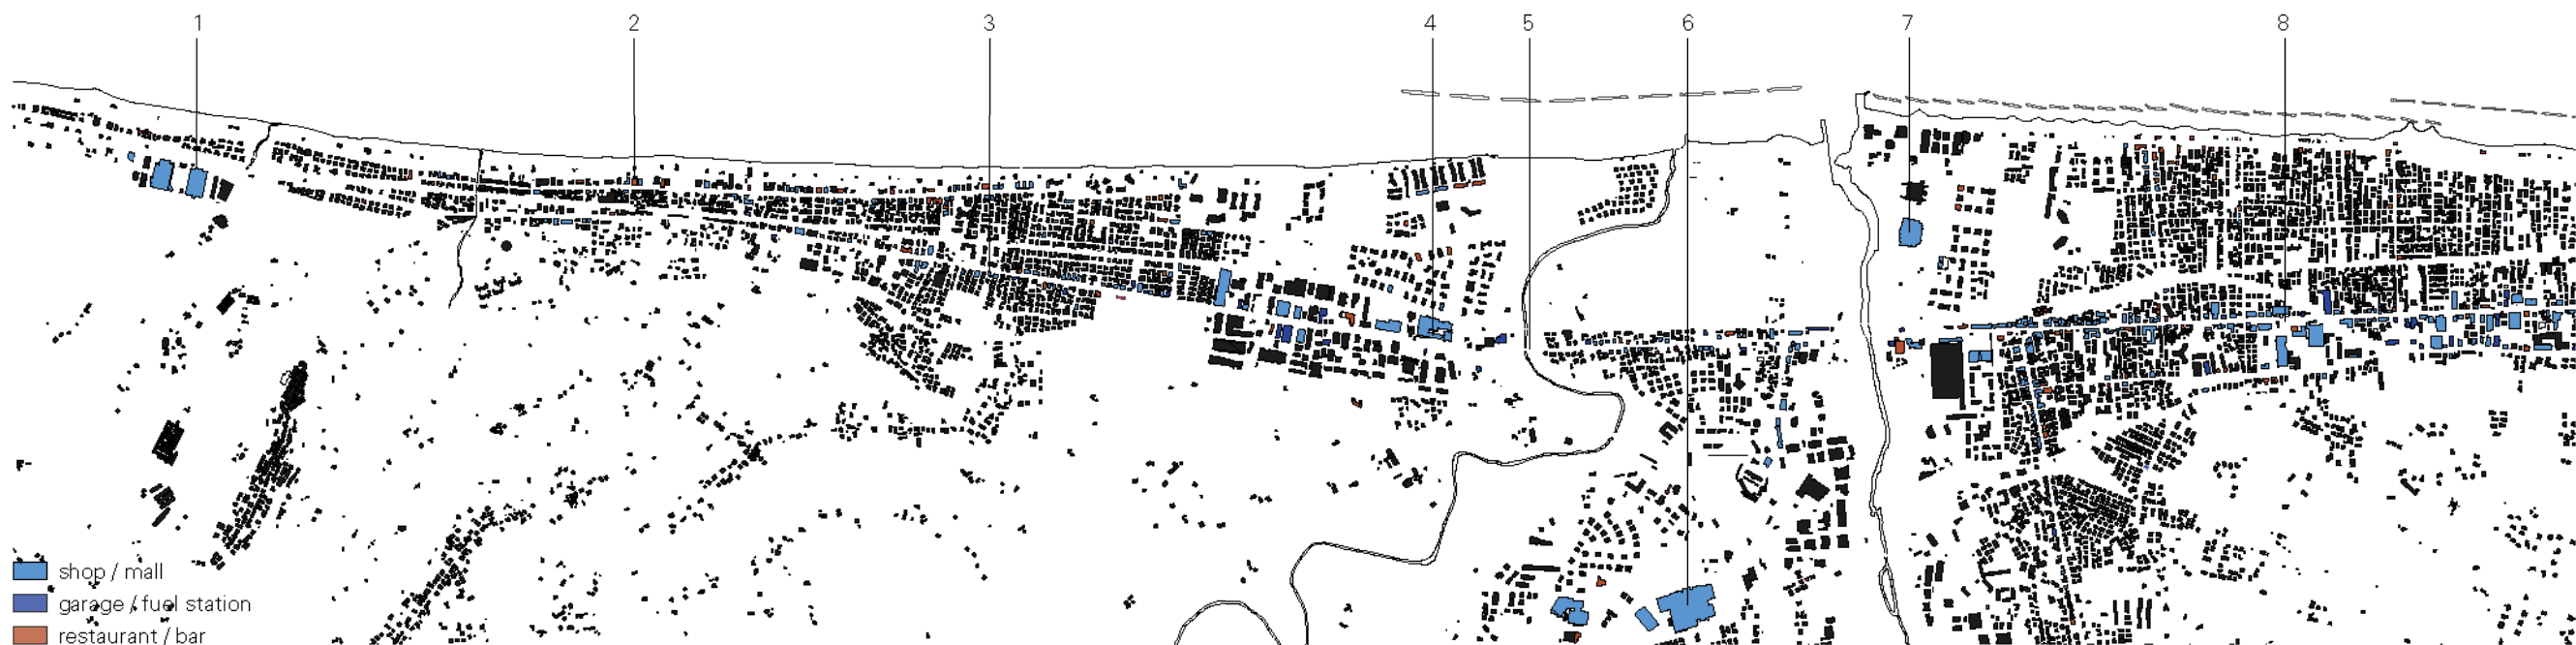 1 2 3 4 5 6 7 8
shop / mall
garage / fuel station
restaurant / bar